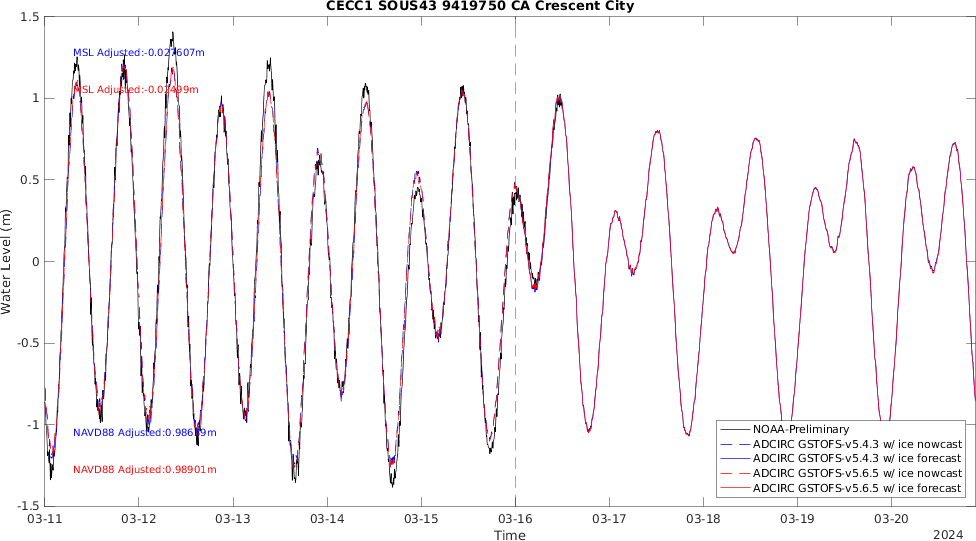 CECC1 SOUS43 9419750 CA Crescent City
1.5
1
0.5
0
-0.5
-1
-1.5
Water Level (m)
MSL Adjusted:-0.027607m
MSL Adjusted:
NAVD88 Adjusted:
NAVD88 Adjusted:0.98901m
NOAA-Preliminary
ADCIRC GSTOFS-v5.4.3 w/ ice nowcast
ADCIRC GSTOFS-v5.4.3 w/ ice forecast
ADCIRC GSTOFS-v5.6.5 w/ ice nowcast
ADCIRC GSTOFS-v5.6.5 w/ ice forecast
03-11 03-12 03-13 03-14 03-15 03-16 03-17 03-18 03-19 03-20
Time
2024